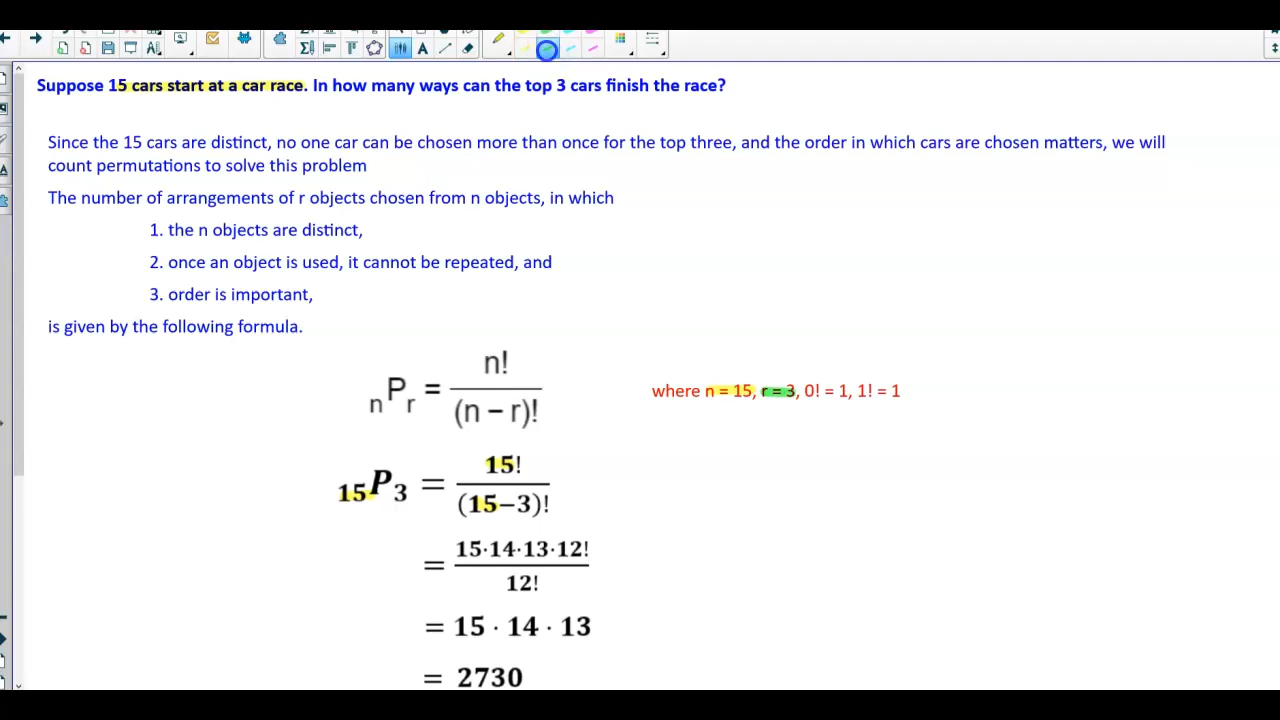 Suppose 15 cars start at a car race. In how many ways can the top 3 cars finish the race?
Since the 15 cars are distinct, no one car can be chosen more than once for the top three, and the order in which cars are chosen matters, we will
count permutations to solve this problem
The number of arrangements of r objects chosen from n objects, in which
1. the n objects are distinct,
2. once an object is used, it cannot be repeated, and
3. order is important,
is given by the following formula.
nPr = n! / (n − r)!
where n = 15, r = 3, 0! = 1, 1! = 1
15P3 = 15! / (15−3)!
= 15·14·13·12! / 12!
= 15 · 14 · 13
= 2730